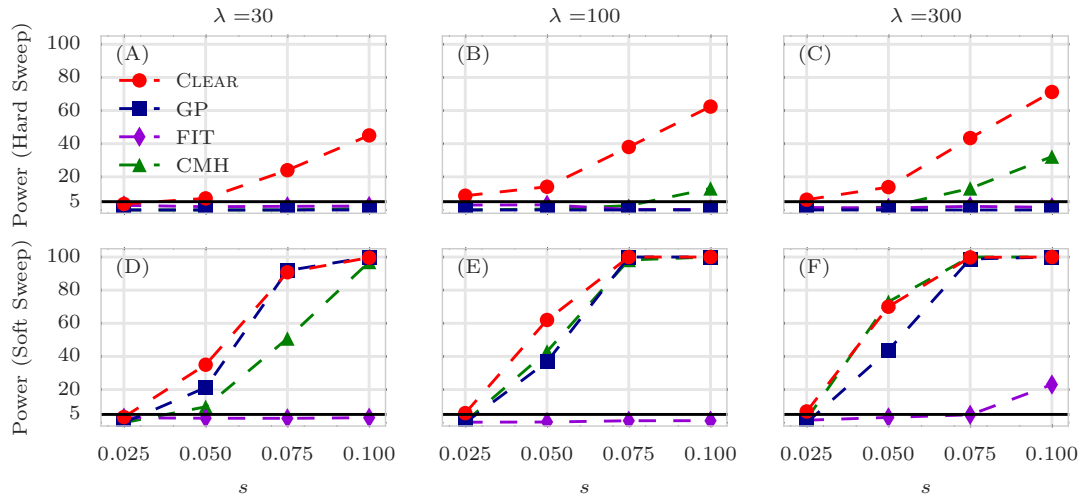 λ =30
λ =100
λ =300
Power (Hard Sweep)
100
80
60
40
20
5
(A)
CLEAR
GP
FIT
CMH
(B)
(C)
Power (Soft Sweep)
100
80
60
40
20
5
(D)
(E)
(F)
0.025 0.050 0.075 0.100
0.025 0.050 0.075 0.100
0.025 0.050 0.075 0.100
s
s
s